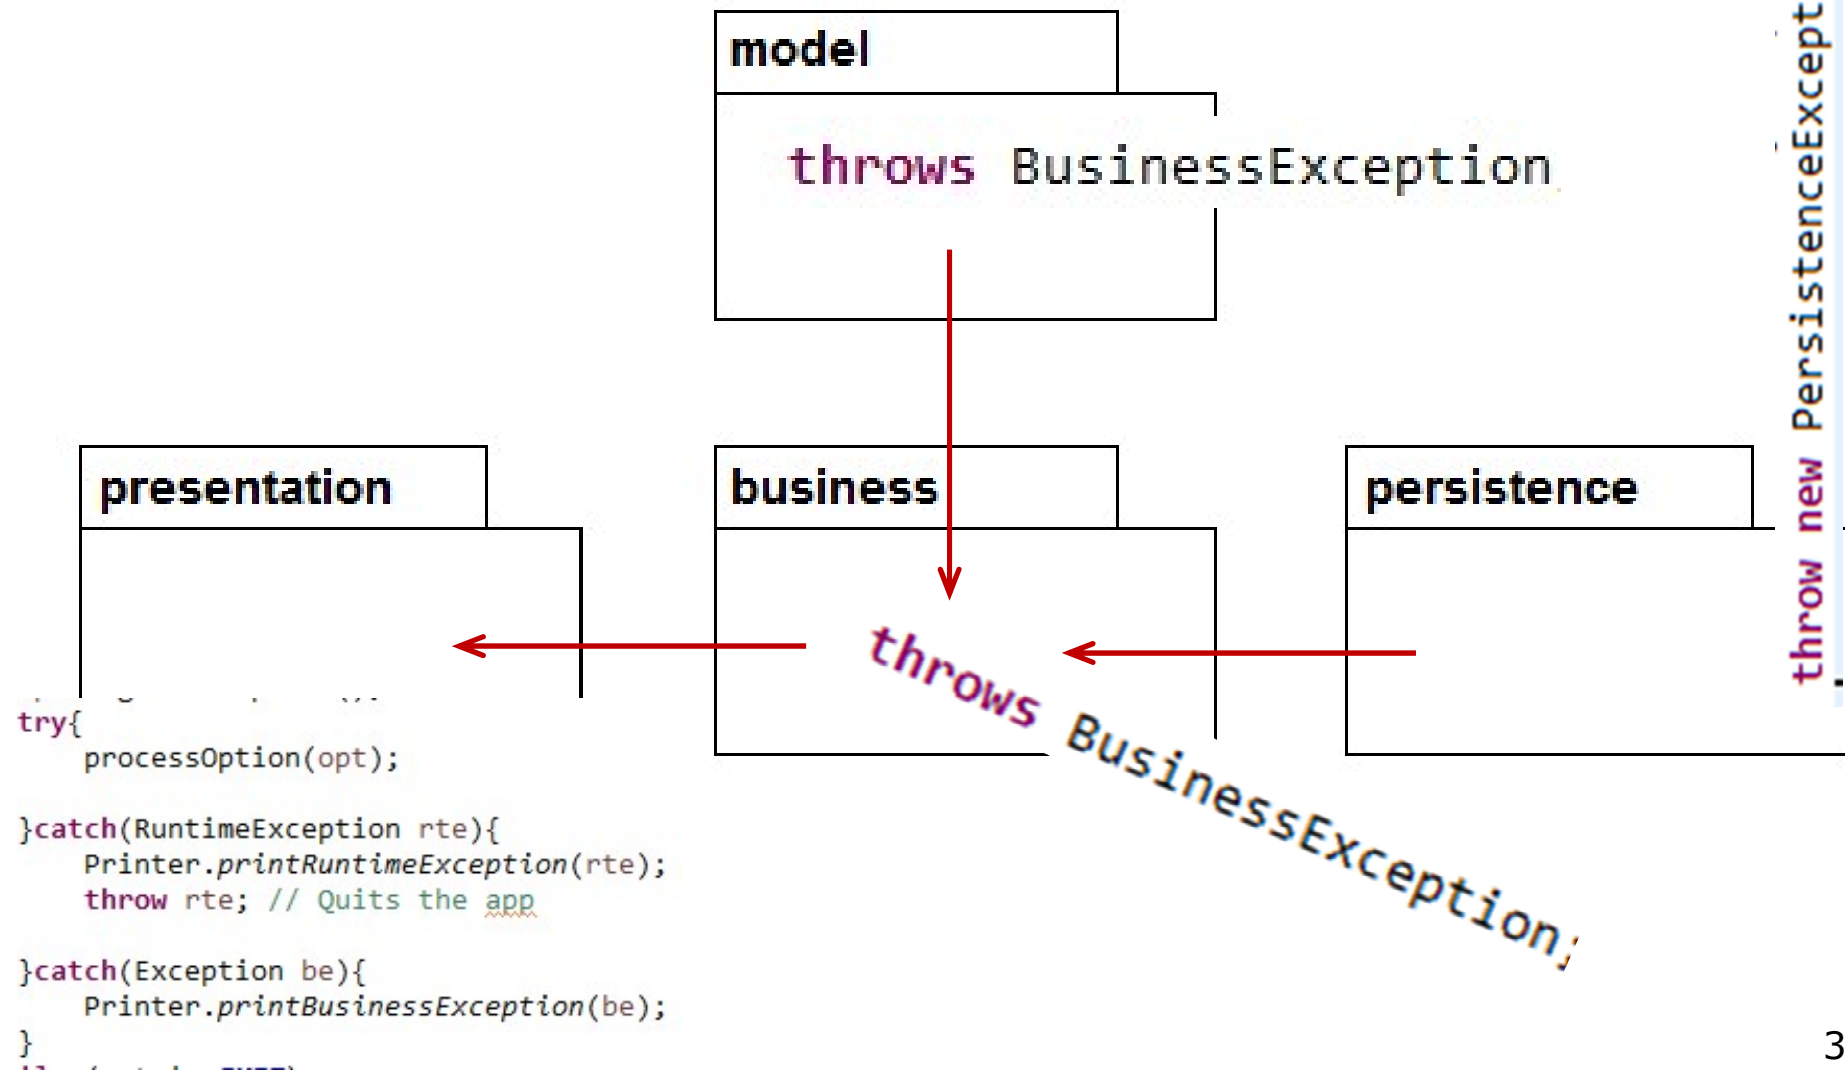 model
throws BusinessException
throw new PersistenceExcept
presentation
business
persistence
throws BusinessException;
try{
processOption(opt);
}catch(RuntimeException rte){
Printer.printRuntimeException(rte);
throw rte; // Quits the app
}catch(Exception be){
Printer.printBusinessException(be);
}
3